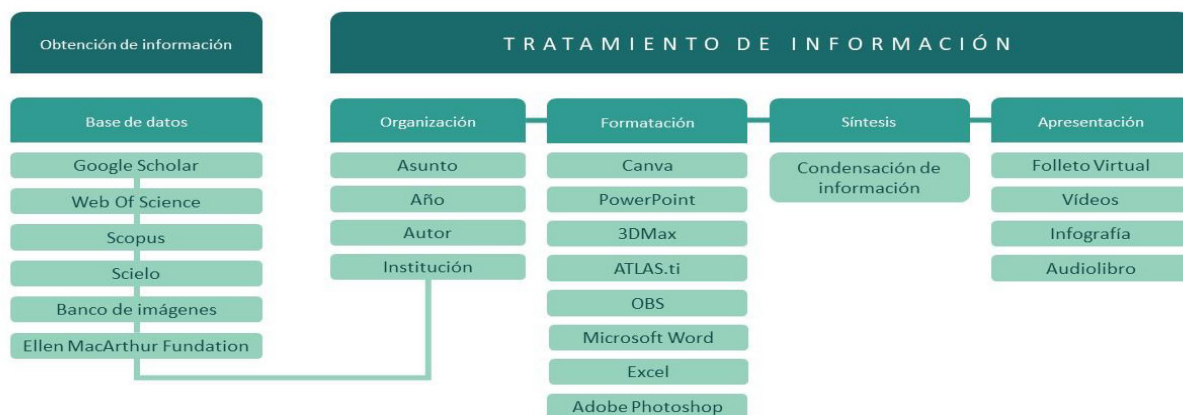 Obtención de información
TRATAMIENTO DE INFORMACIÓN
Base de datos
Google Scholar
Web Of Science
Scopus
Scielo
Banco de imágenes
Ellen MacArthur Fundation
Organización
Asunto
Año
Autor
Institución
Formatación
Canva
PowerPoint
3DMax
ATLAS.ti
OBS
Microsoft Word
Excel
Adobe Photoshop
Síntesis
Condensación de
información
Apresentación
Folleto Virtual
Vídeos
Infografía
Audiolibro